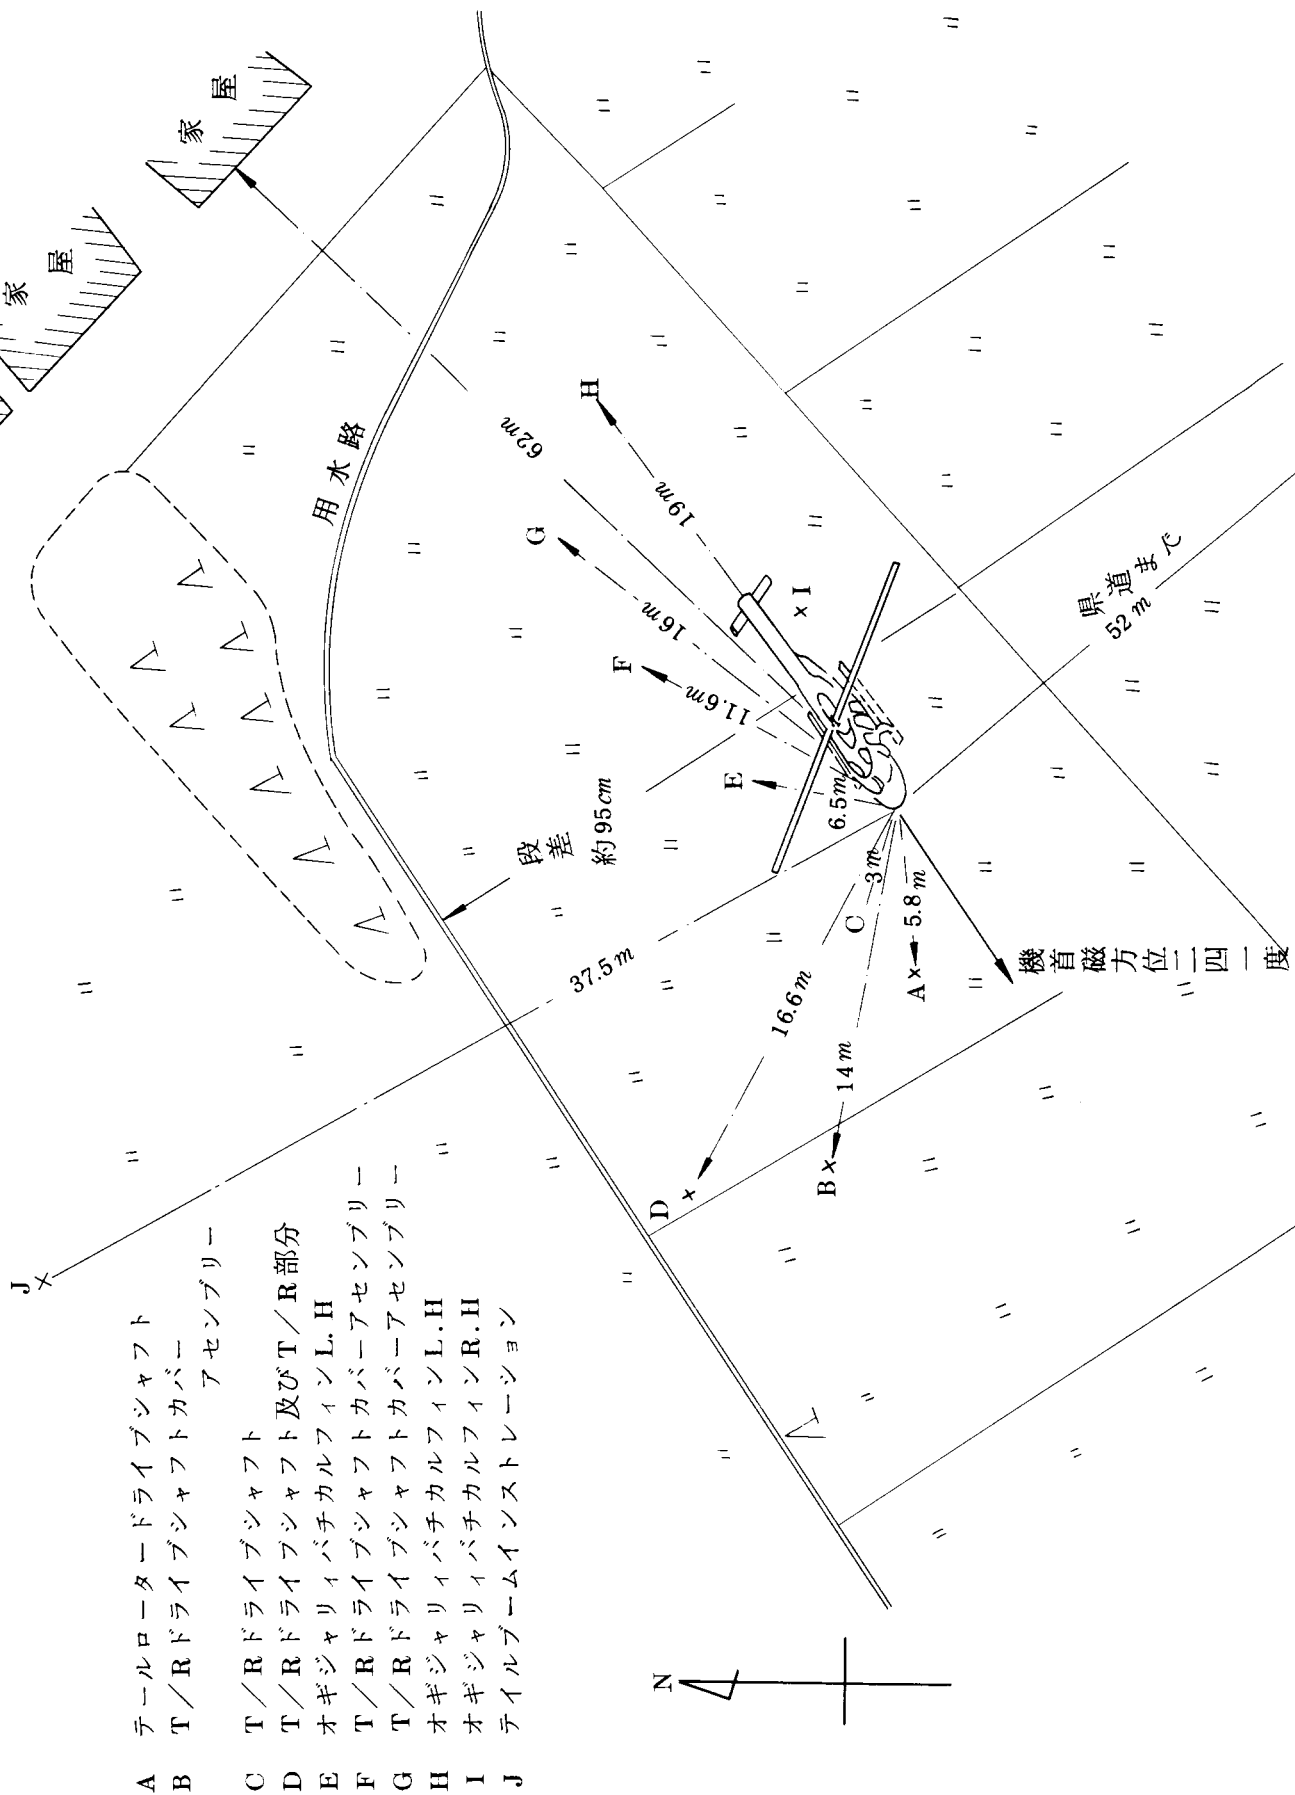 家屋
家屋
用水路
段差
約95cm
62m
19m
16m
11.6m
6.5m
3m
5.8m
14m
16.6m
37.5m
県道まで
52m
機首磁方位二四一度
A
B
C
D
E
F
G
H
I
J
N
A テールロータードライブシャフト
B T/Rドライブシャフトカバー
アセンブリー
C T/Rドライブシャフト
D T/Rドライブシャフト及びT/R部分
E オギジャリィバチカルフィンL.H
F T/Rドライブシャフトカバーアセンブリー
G T/Rドライブシャフトカバーアセンブリー
H オギジャリィバチカルフィンL.H
I オギジャリィバチカルフィンR.H
J テイルブームインストレーション